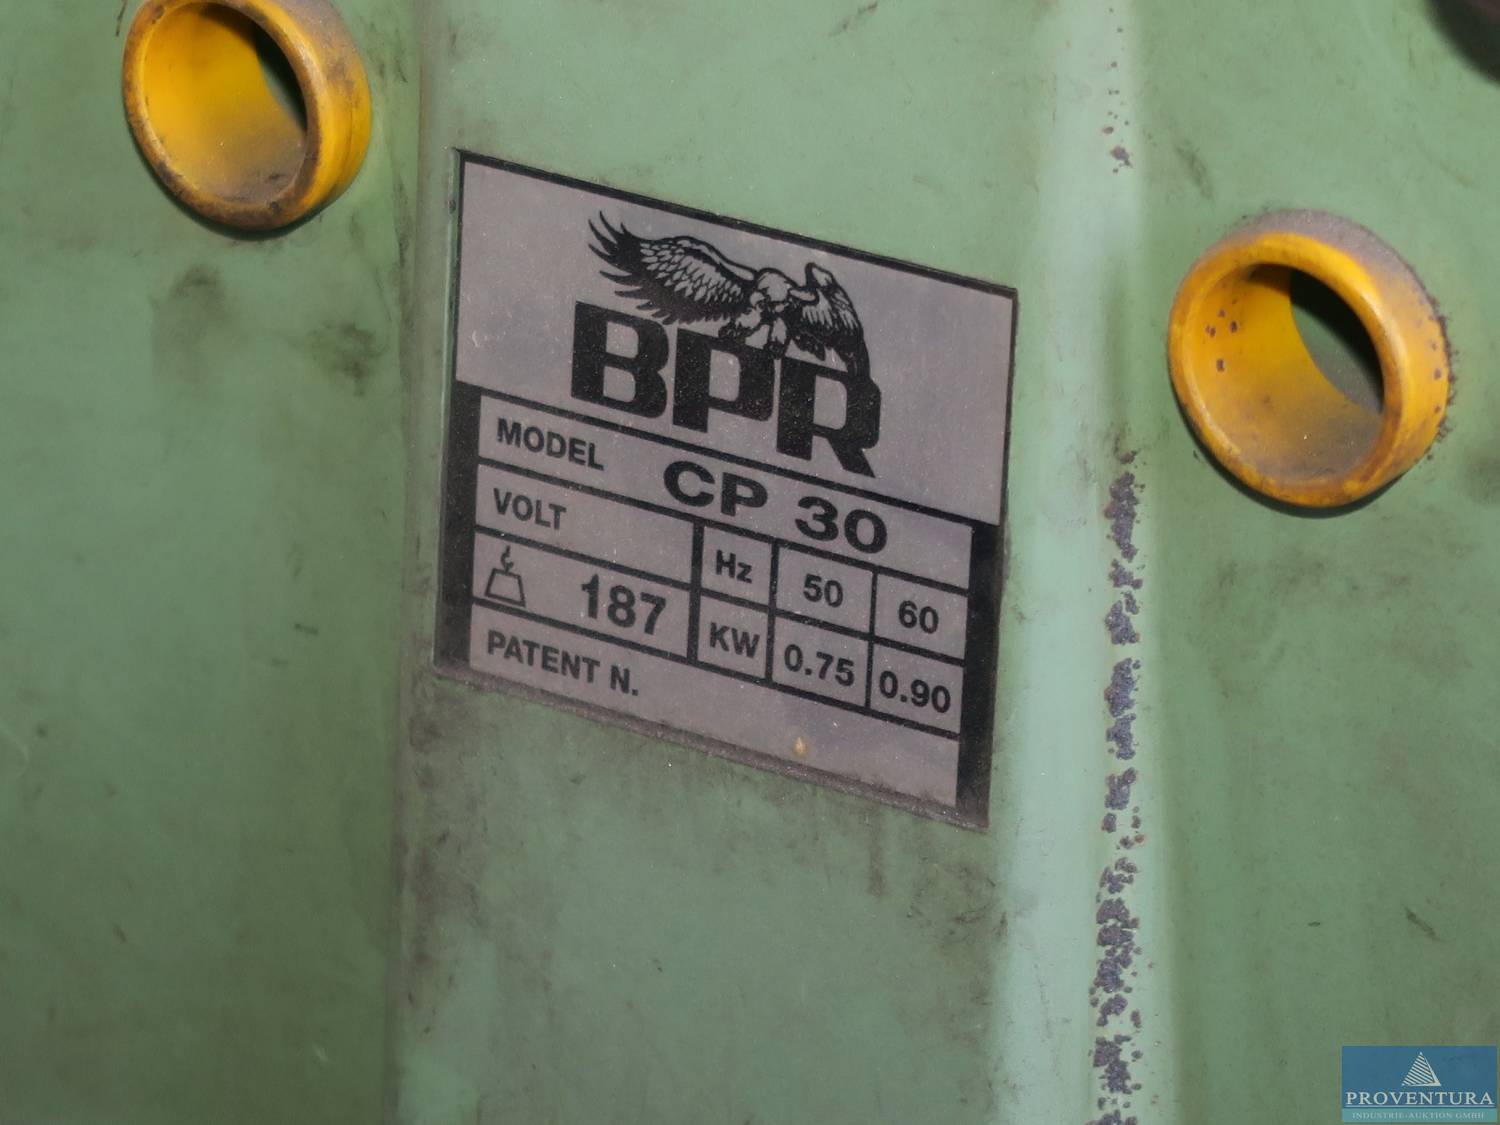 BPR
MODEL CP 30
VOLT
Hz 50 60
187
KW 0.75 0.90
PATENT N.
PROVENTURA
INDUSTRIE-AUKTION GMBH